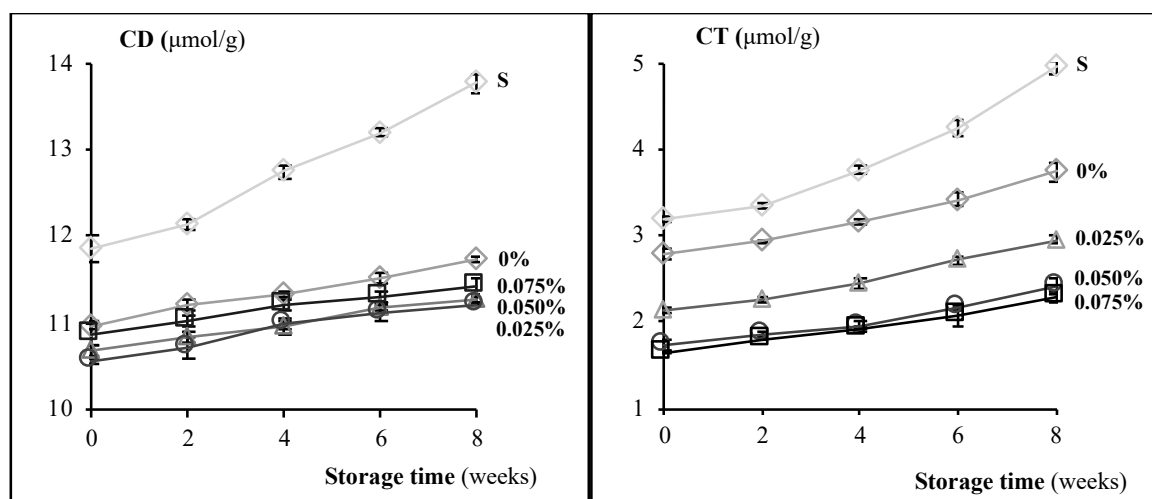 CD (μmol/g)
14
13
12
11
10
S
0%
0.075%
0.050%
0.025%
0 2 4 6 8
Storage time (weeks)
CT (μmol/g)
5
4
3
2
1
S
0%
0.025%
0.050%
0.075%
0 2 4 6 8
Storage time (weeks)